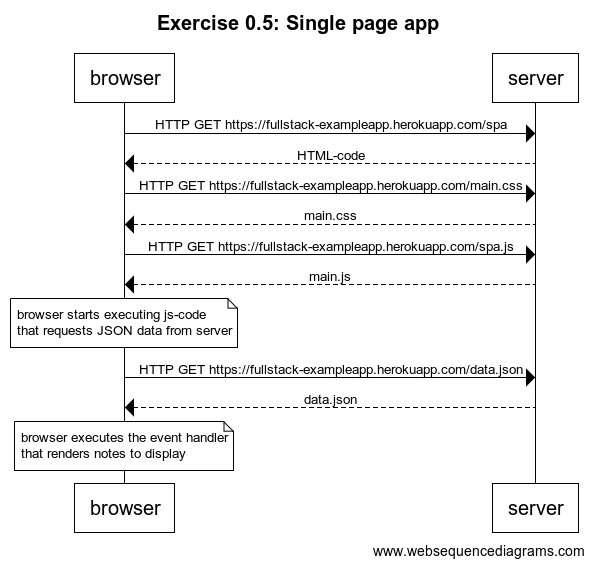 Exercise 0.5: Single page app
browser
server
HTTP GET https://fullstack-exampleapp.herokuapp.com/spa
HTML-code
HTTP GET https://fullstack-exampleapp.herokuapp.com/main.css
main.css
HTTP GET https://fullstack-exampleapp.herokuapp.com/spa.js
main.js
browser starts executing js-code
that requests JSON data from server
HTTP GET https://fullstack-exampleapp.herokuapp.com/data.json
data.json
browser executes the event handler
that renders notes to display
browser
server
www.websequencediagrams.com